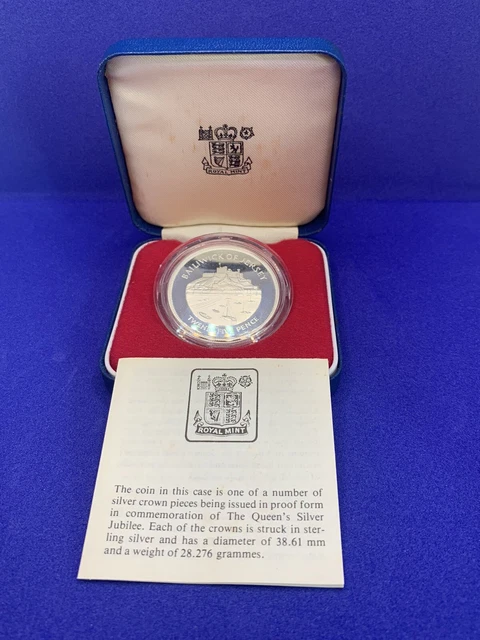 ROYAL MINT
BAILIWICK OF JERSEY
TWENTY-FIVE PENCE
ROYAL MINT
The coin in this case is one of a number of
silver crown pieces being issued in proof form
in commemoration of The Queen's Silver
Jubilee. Each of the crowns is struck in ster-
ling silver and has a diameter of 38.61 mm
and a weight of 28.276 grammes.